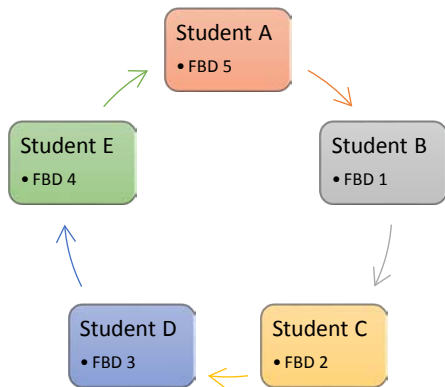 Student A
• FBD 5
Student B
• FBD 1
Student C
• FBD 2
Student D
• FBD 3
Student E
• FBD 4